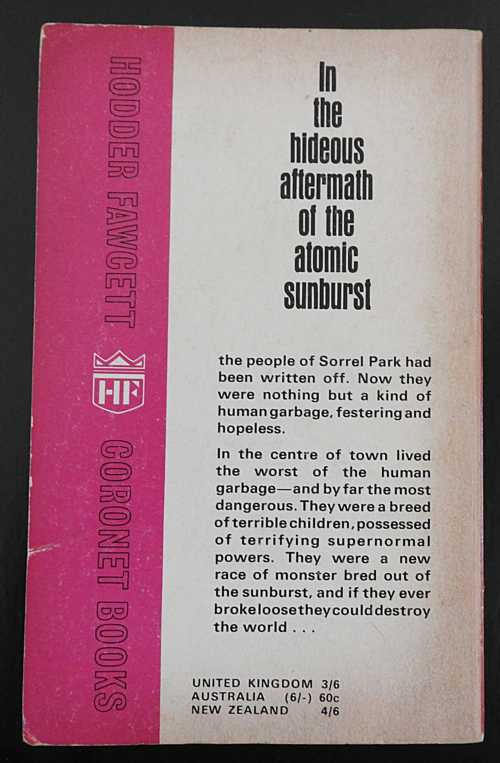 HODDER FAWCETT
HF
CORONET BOOKS
In
the
hideous
aftermath
of the
atomic
sunburst
the people of Sorrel Park had
been written off. Now they
were nothing but a kind of
human garbage, festering and
hopeless.
In the centre of town lived
the worst of the human
garbage—and by far the most
dangerous. They were a breed
of terrible children, possessed
of terrifying supernormal
powers. They were a new
race of monster bred out of
the sunburst, and if they ever
broke loose they could destroy
the world . . .
UNITED KINGDOM 3/6
AUSTRALIA (6/-) 60c
NEW ZEALAND 4/6